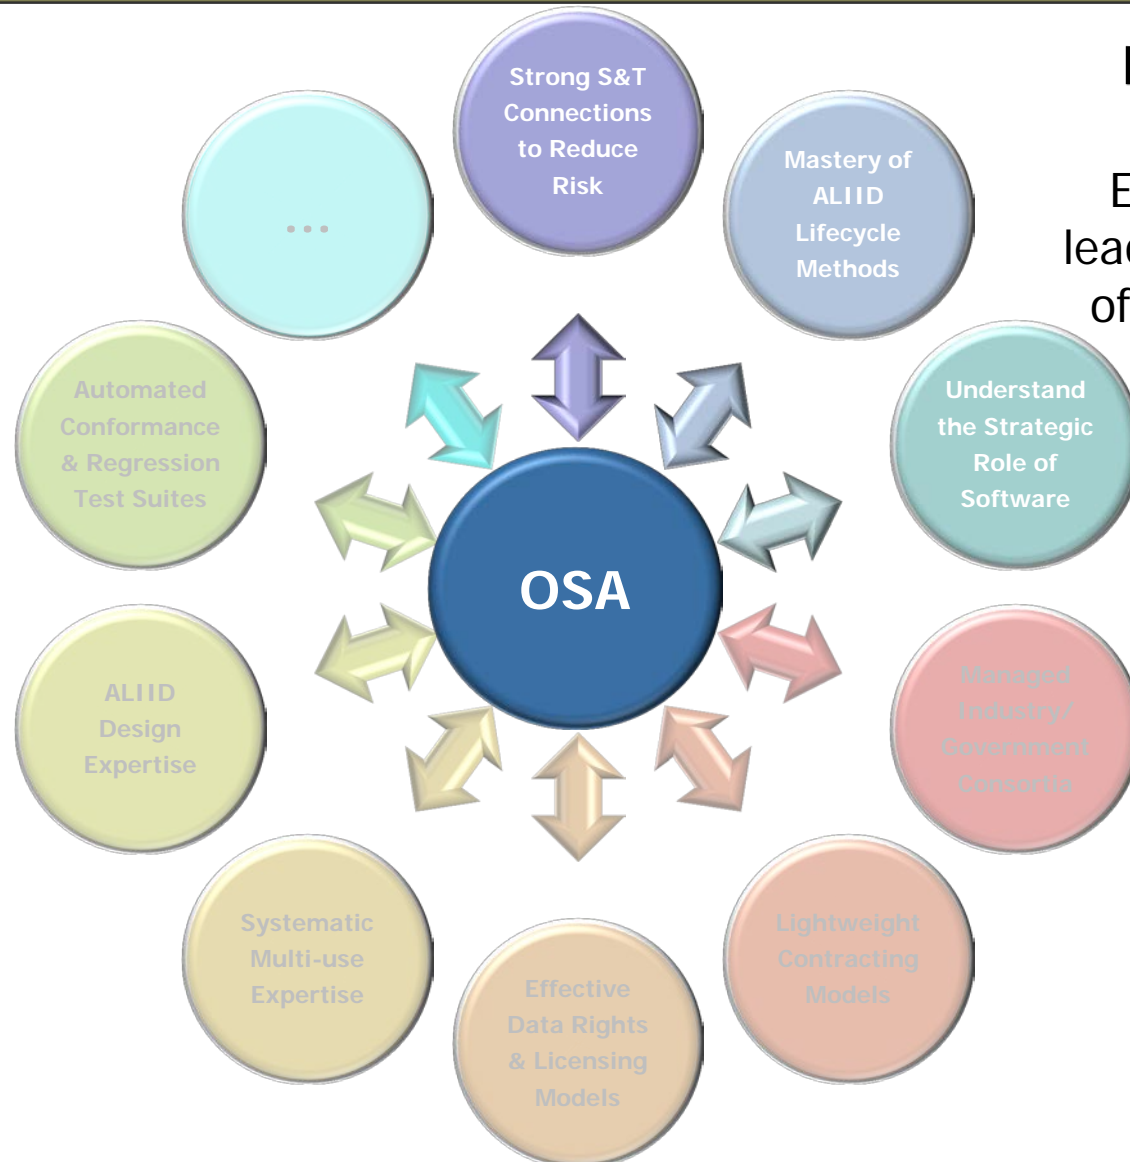 Strong S&T
Connections
to Reduce
Risk
Mastery of
ALIID
Lifecycle
Methods
Understand
the Strategic
Role of
Software
Managed
Industry/
Government
Consortia
Lightweight
Contracting
Models
Effective
Data Rights
& Licensing
Models
Systematic
Multi-use
Expertise
ALIID
Design
Expertise
Automated
Conformance
& Regression
Test Suites
...
OSA
of